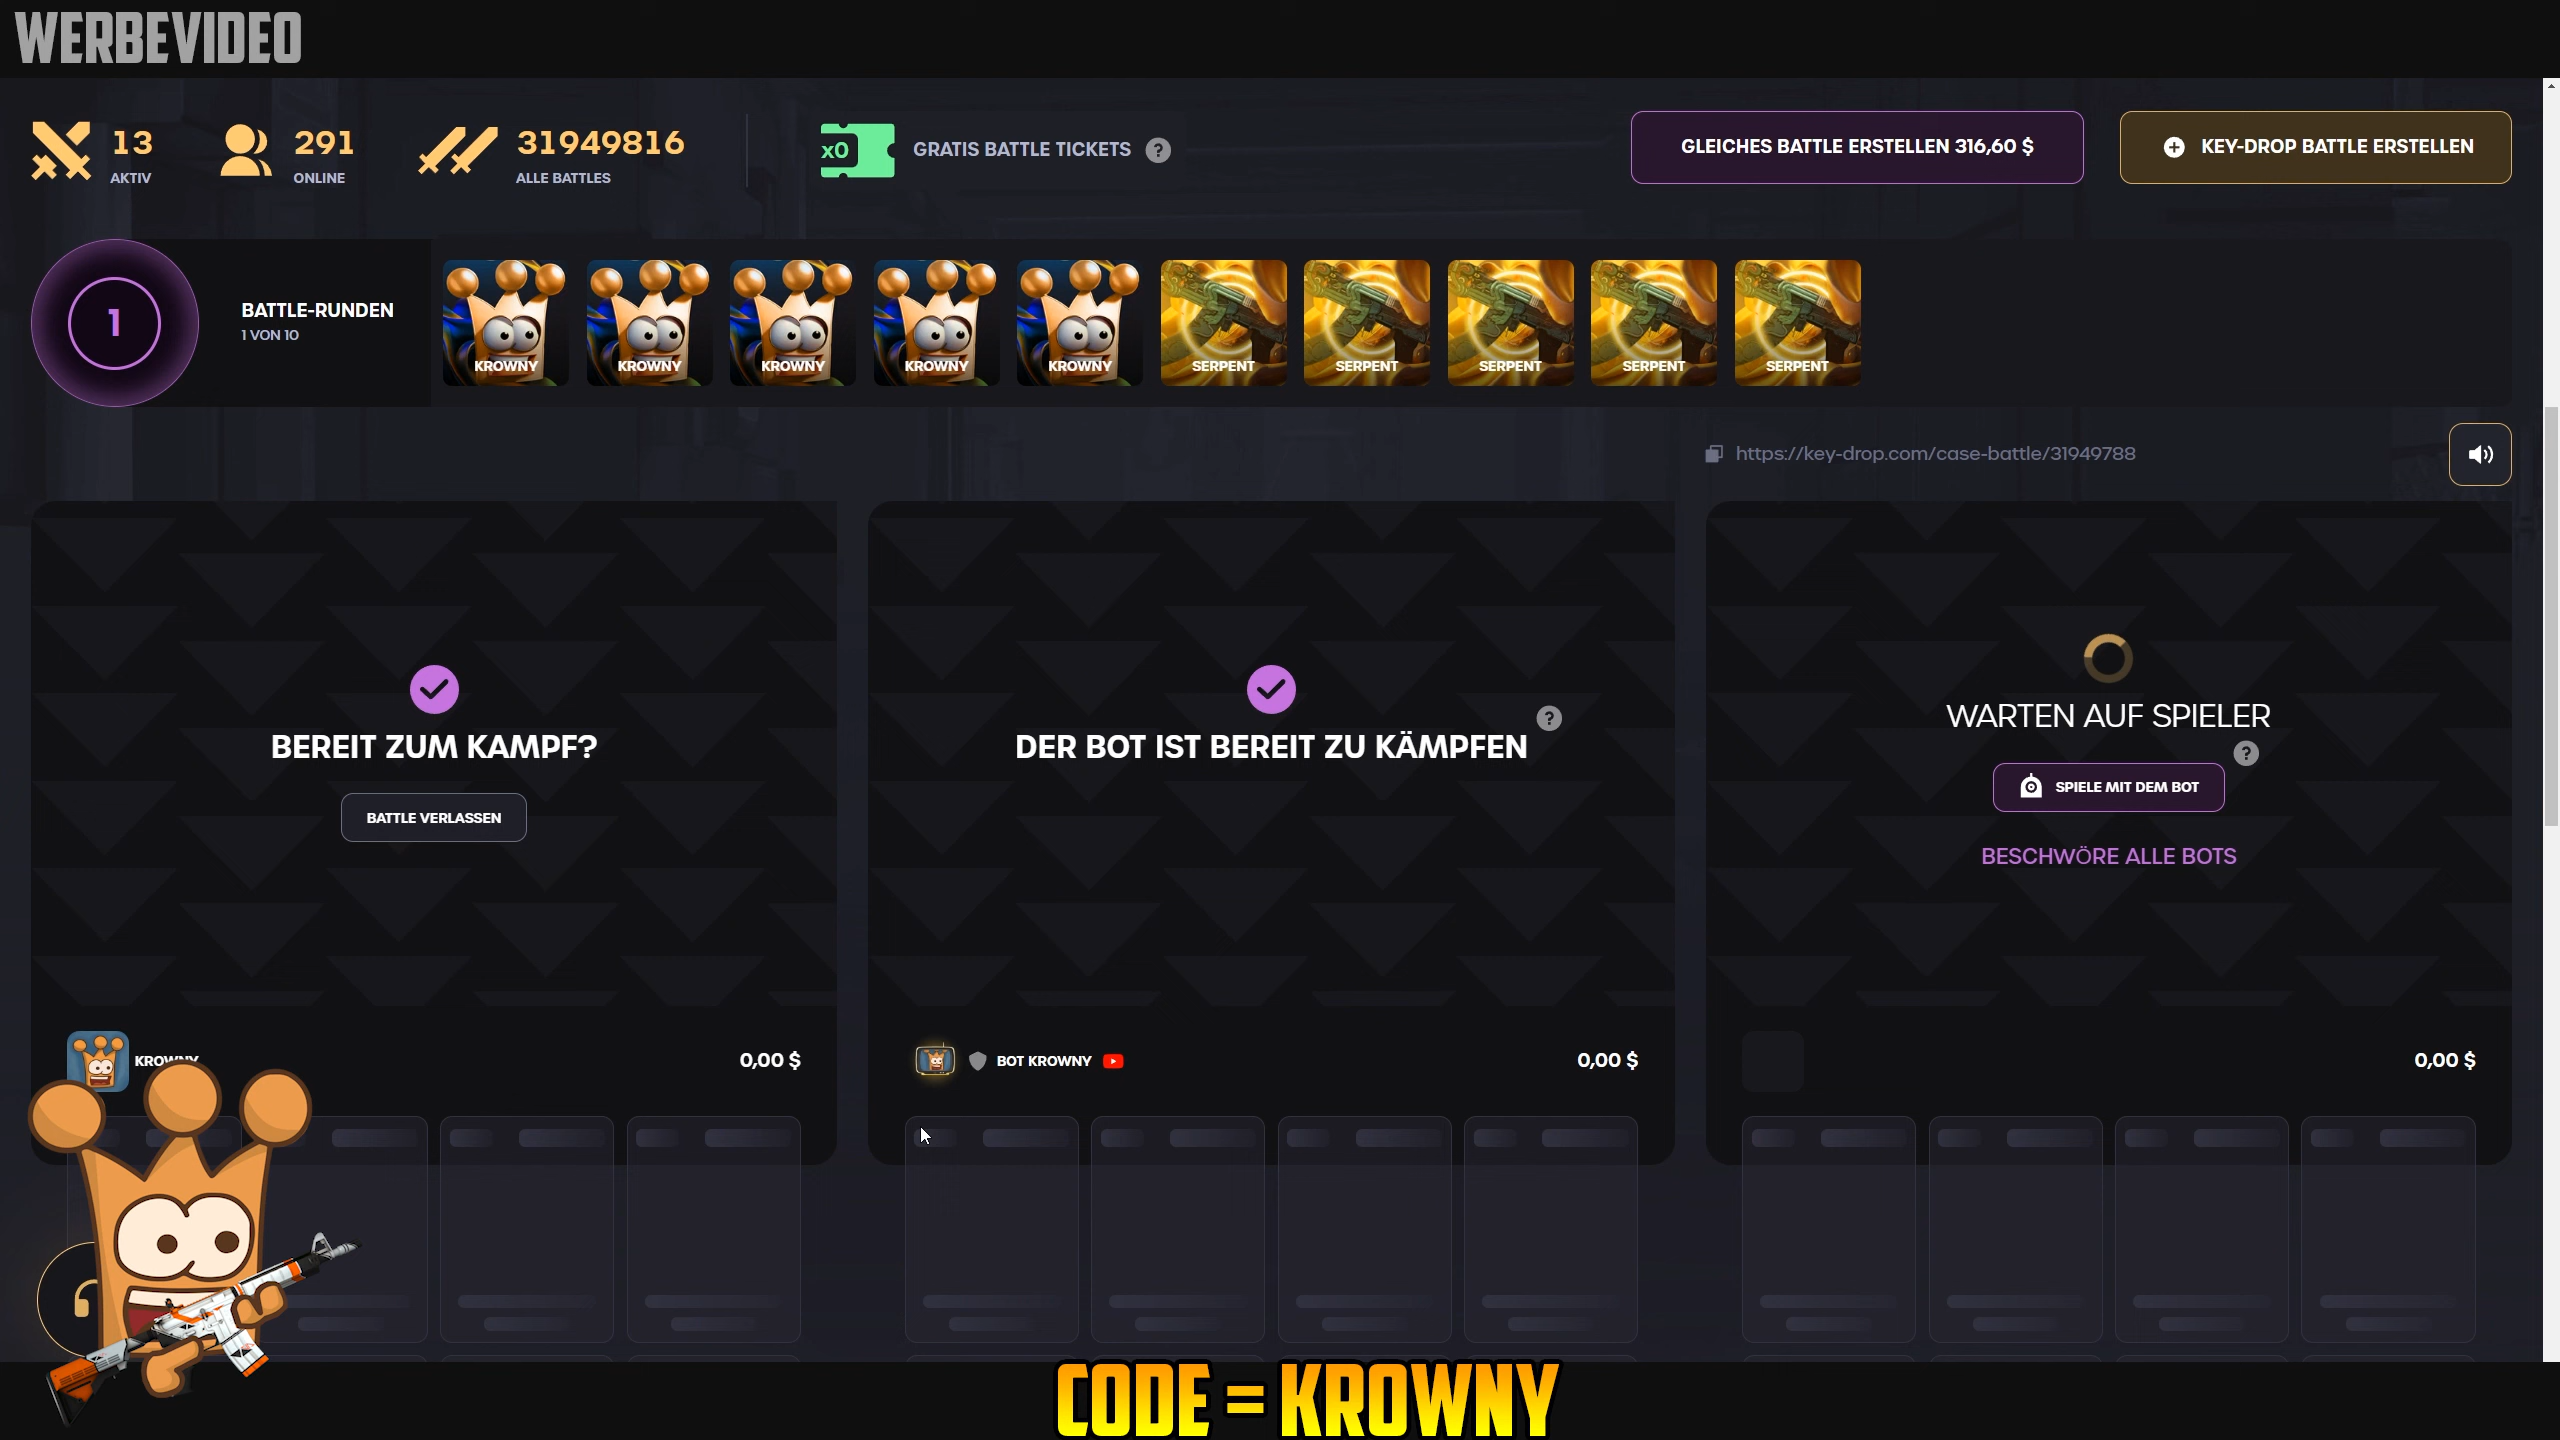 WERBEVIDEO
13
AKTIV
291
ONLINE
31949816
ALLE BATTLES
x0
GRATIS BATTLE TICKETS ?
GLEICHES BATTLE ERSTELLEN 316,60 $
KEY-DROP BATTLE ERSTELLEN
1
BATTLE-RUNDEN
1 VON 10
KROWNY
KROWNY
KROWNY
KROWNY
KROWNY
SERPENT
SERPENT
SERPENT
SERPENT
SERPENT
https://key-drop.com/case-battle/31949788
BEREIT ZUM KAMPF?
BATTLE VERLASSEN
?
DER BOT IST BEREIT ZU KÄMPFEN
WARTEN AUF SPIELER
?
SPIELE MIT DEM BOT
BESCHWÖRE ALLE BOTS
KROWNY
0,00 $
BOT KROWNY
0,00 $
0,00 $
CODE = KROWNY